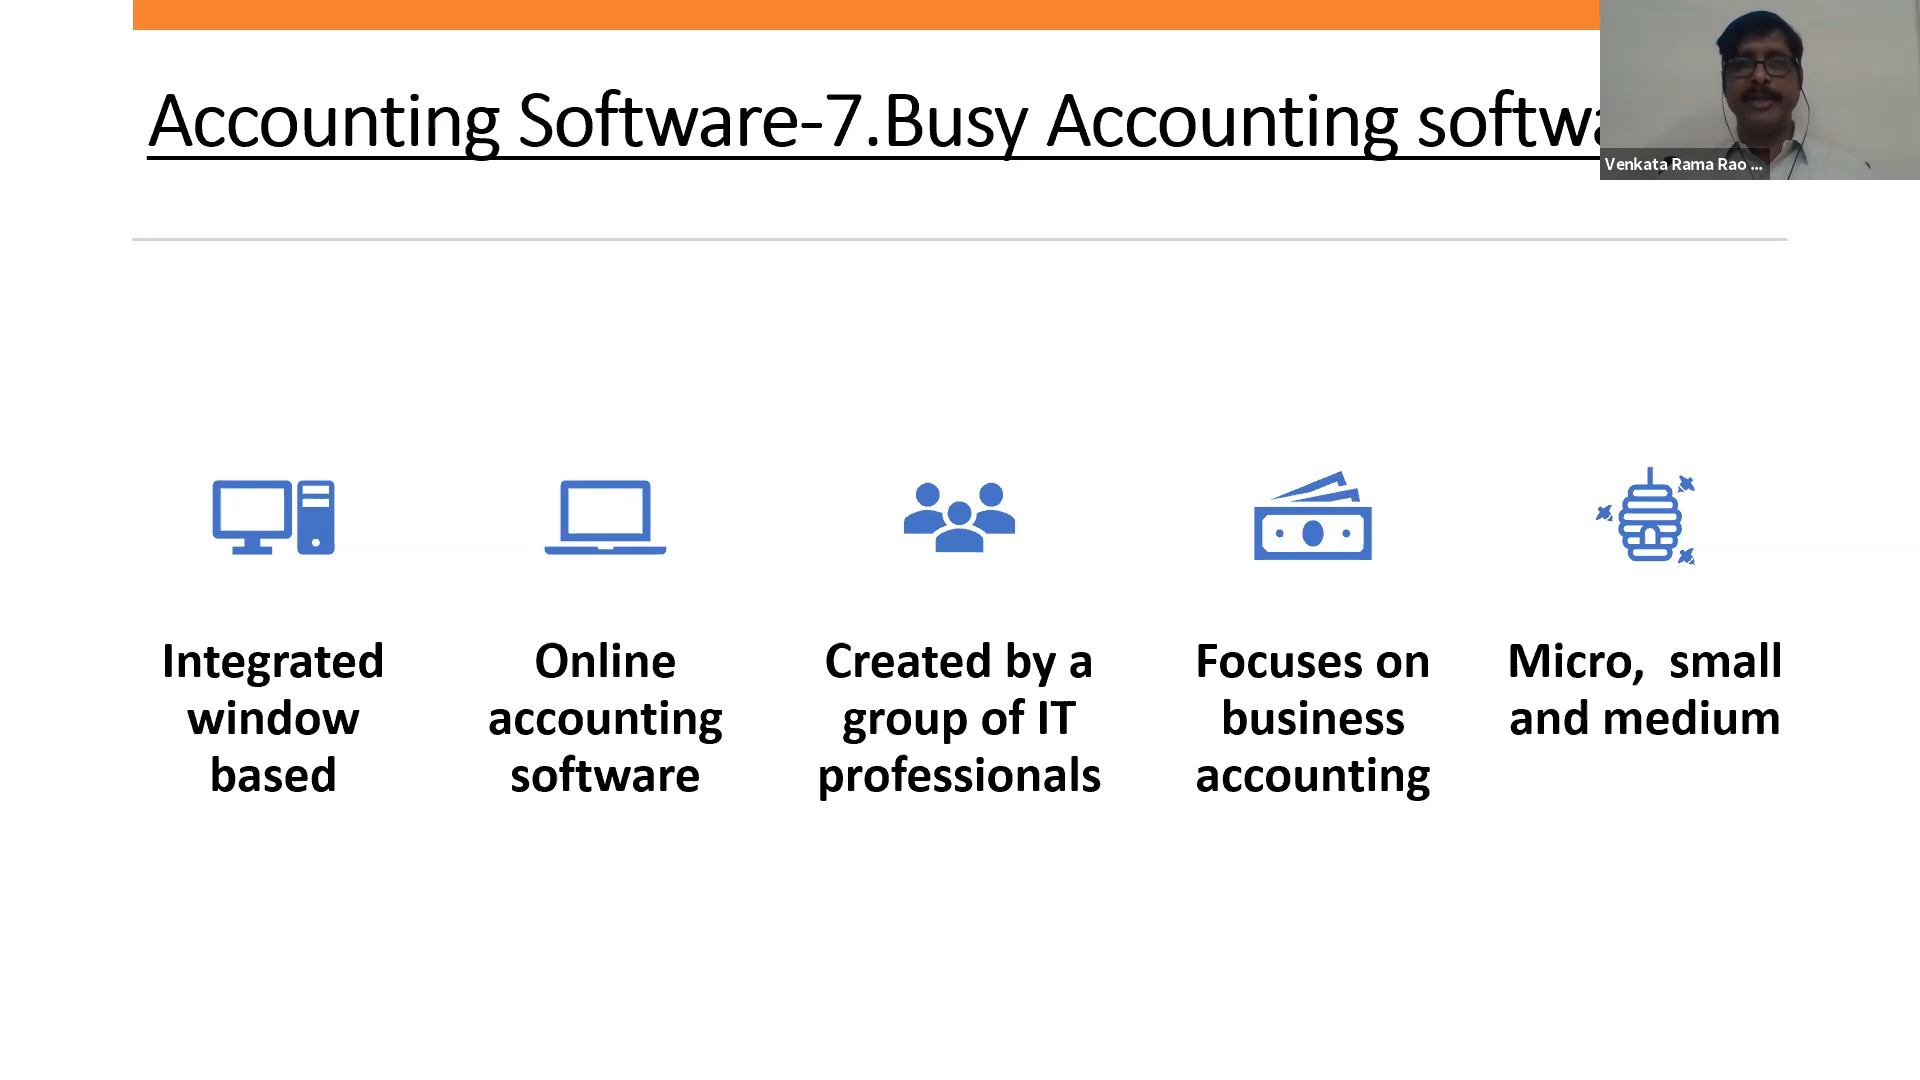 Accounting Software-7.Busy Accounting
Venkata Rama Rao ...
Integrated
window
based
Online
accounting
software
Created by a
group of IT
professionals
Focuses on
business
accounting
Micro,  small
and medium